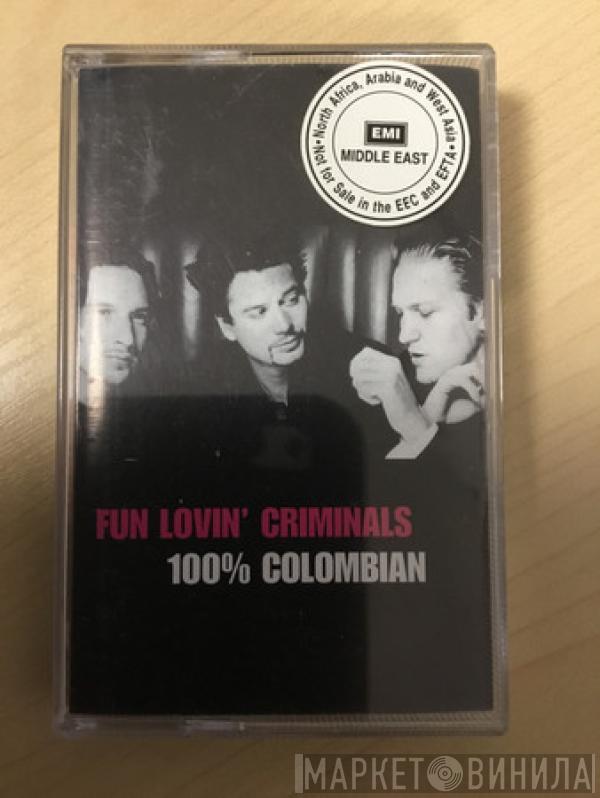 •North Africa, Arabia and West Asia•
EMI
MIDDLE EAST
Not for Sale in the EEC and EFTA
FUN LOVIN' CRIMINALS
100% COLOMBIAN
МАРКЕТ ВИНИЛА